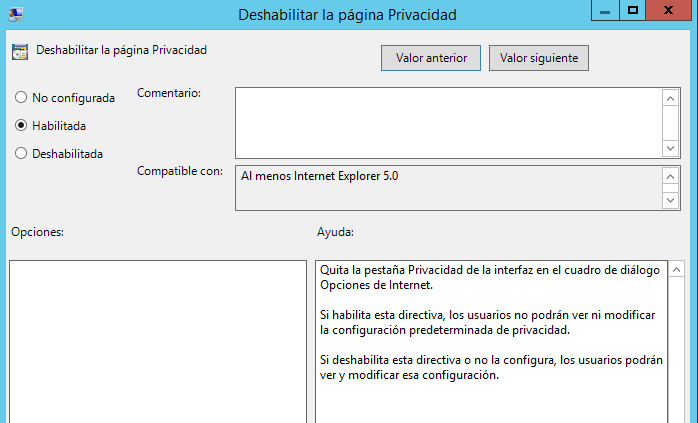 Deshabilitar la página Privacidad
Deshabilitar la página Privacidad
Valor anterior
Valor siguiente
No configurada
Comentario:
Habilitada
Deshabilitada
Compatible con:
Al menos Internet Explorer 5.0
Opciones:
Ayuda:
Quita la pestaña Privacidad de la interfaz en el cuadro de diálogo
Opciones de Internet.
Si habilita esta directiva, los usuarios no podrán ver ni modificar
la configuración predeterminada de privacidad.
Si deshabilita esta directiva o no la configura, los usuarios podrán
ver y modificar esa configuración.